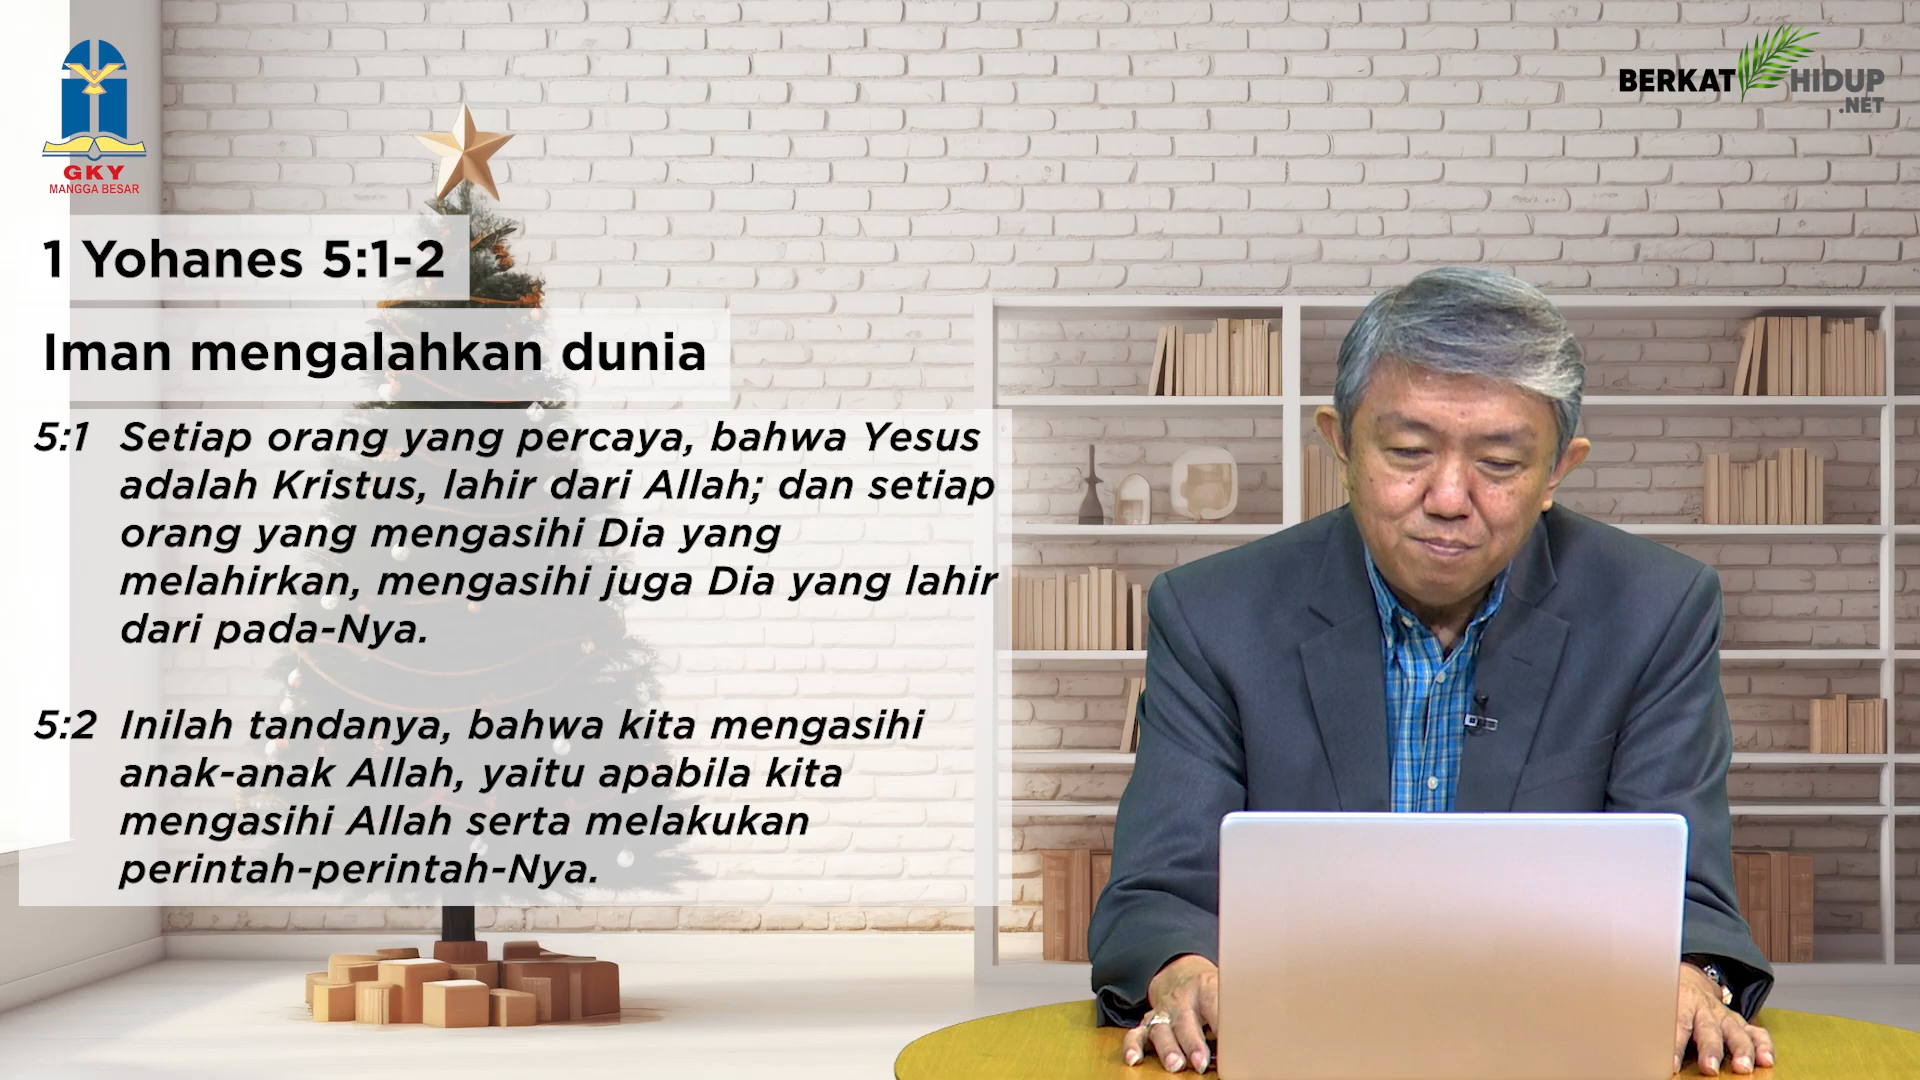 GKY
MANGGA BESAR
BERKAT HIDUP
.NET
1 Yohanes 5:1-2
Iman mengalahkan dunia
5:1 Setiap orang yang percaya, bahwa Yesus
adalah Kristus, lahir dari Allah; dan setiap
orang yang mengasihi Dia yang
melahirkan, mengasihi juga Dia yang lahir
dari pada-Nya.
5:2 Inilah tandanya, bahwa kita mengasihi
anak-anak Allah, yaitu apabila kita
mengasihi Allah serta melakukan
perintah-perintah-Nya.